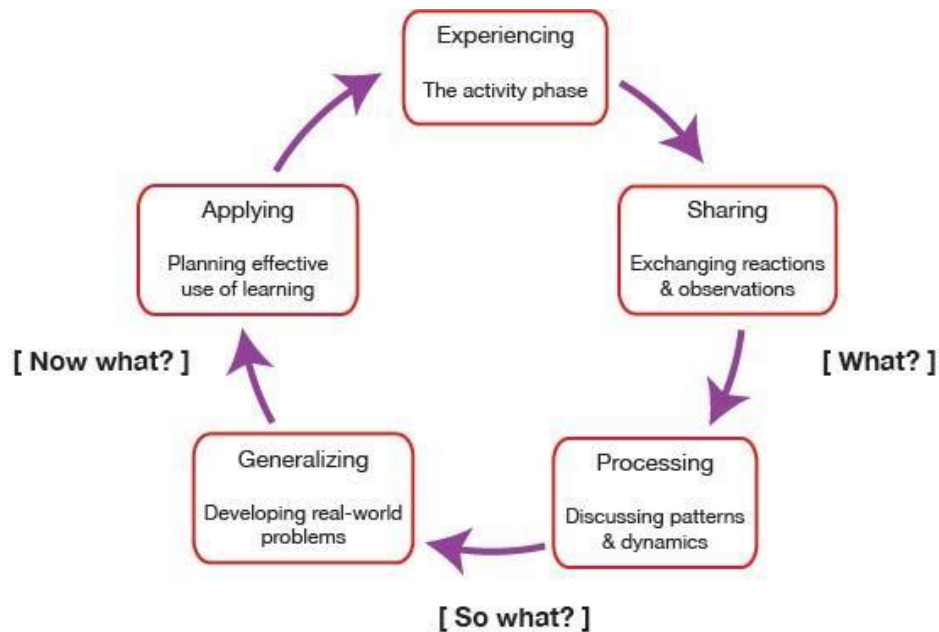 Experiencing
The activity phase
Sharing
Exchanging reactions
& observations
[ What? ]
Processing
Discussing patterns
& dynamics
[ So what? ]
Generalizing
Developing real-world
problems
[ Now what? ]
Applying
Planning effective
use of learning